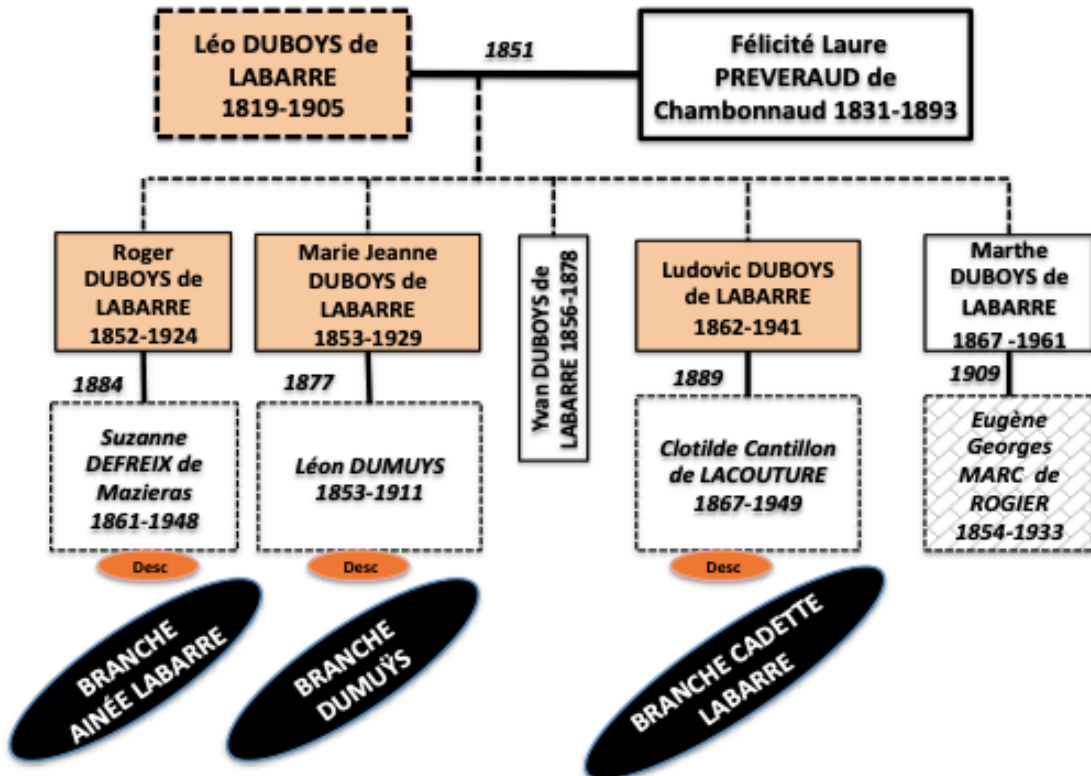 Léo DUBOYS de
LABARRE
1819-1905
1851
Félicité Laure
PREVERAUD de
Chambonnaud 1831-1893
Roger
DUBOYS de
LABARRE
1852-1924
Marie Jeanne
DUBOYS de
LABARRE
1853-1929
Yvan DUBOYS de
LABARRE 1856-1878
Ludovic DUBOYS
de LABARRE
1862-1941
Marthe
DUBOYS de
LABARRE
1867 -1961
1884
1877
1889
1909
Suzanne
DEFREIX de
Mazieras
1861-1948
Léon DUMUYS
1853-1911
Clotilde Cantillon
de LACOUTURE
1867-1949
Eugène
Georges
MARC de
ROGIER
1854-1933
Desc
Desc
Desc
BRANCHE
AINÉE LABARRE
BRANCHE
DUMUŸS
BRANCHE CADETTE
LABARRE